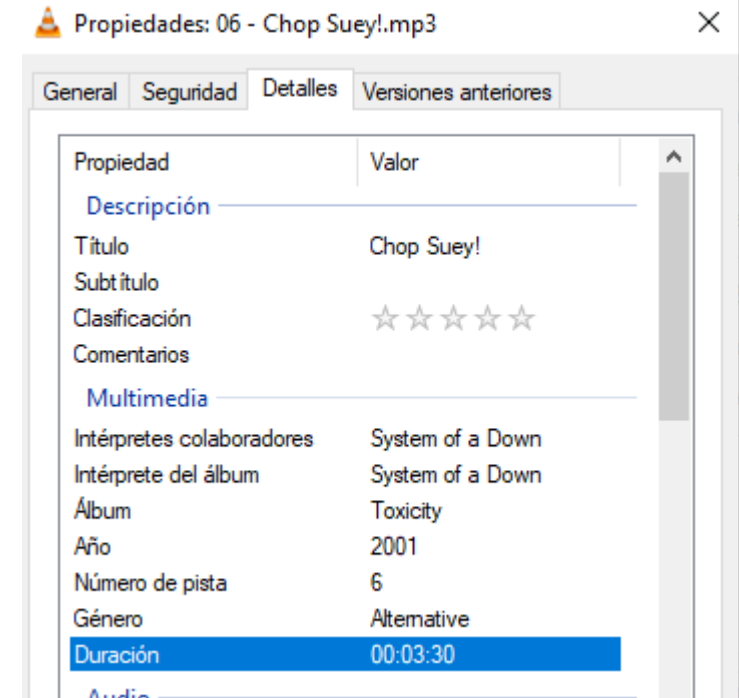 Propiedades: 06 - Chop Suey!.mp3
General Seguridad Detalles Versiones anteriores
Propiedad Valor
Descripción
Título Chop Suey!
Subtítulo
Clasificación
Comentarios
Multimedia
Intérpretes colaboradores System of a Down
Intérprete del álbum System of a Down
Álbum Toxicity
Año 2001
Número de pista 6
Género Alternative
Duración 00:03:30
Audio